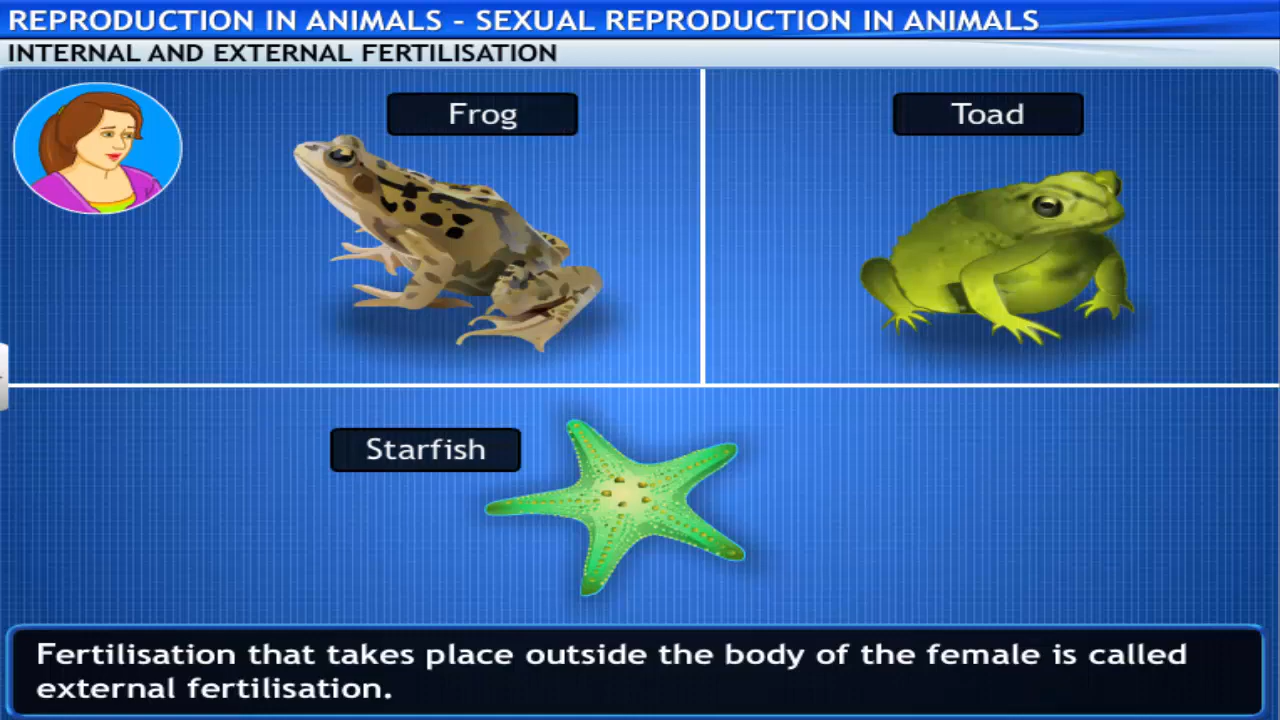 REPRODUCTION IN ANIMALS - SEXUAL REPRODUCTION IN ANIMALS
INTERNAL AND EXTERNAL FERTILISATION
Frog
Toad
Starfish
Fertilisation that takes place outside the body of the female is called
external fertilisation.